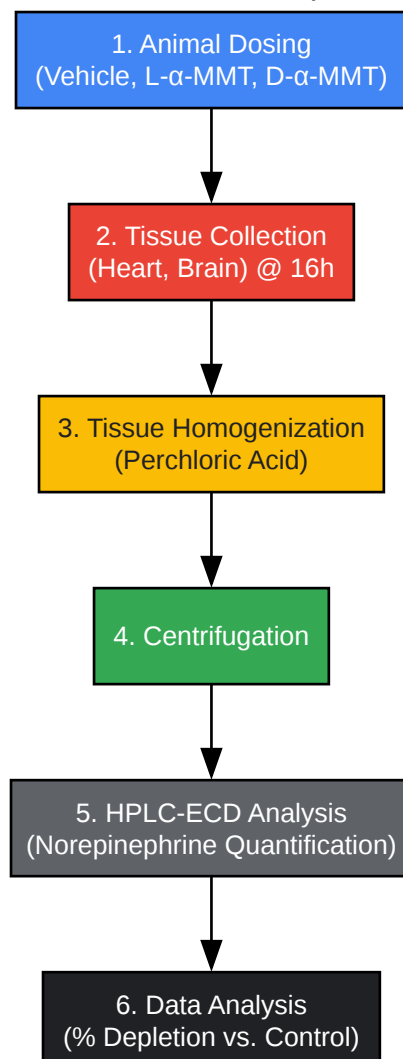 1. Animal Dosing
(Vehicle, L-α-MMT, D-α-MMT)
2. Tissue Collection
(Heart, Brain) @ 16h
3. Tissue Homogenization
(Perchloric Acid)
4. Centrifugation
5. HPLC-ECD Analysis
(Norepinephrine Quantification)
6. Data Analysis
(% Depletion vs. Control)